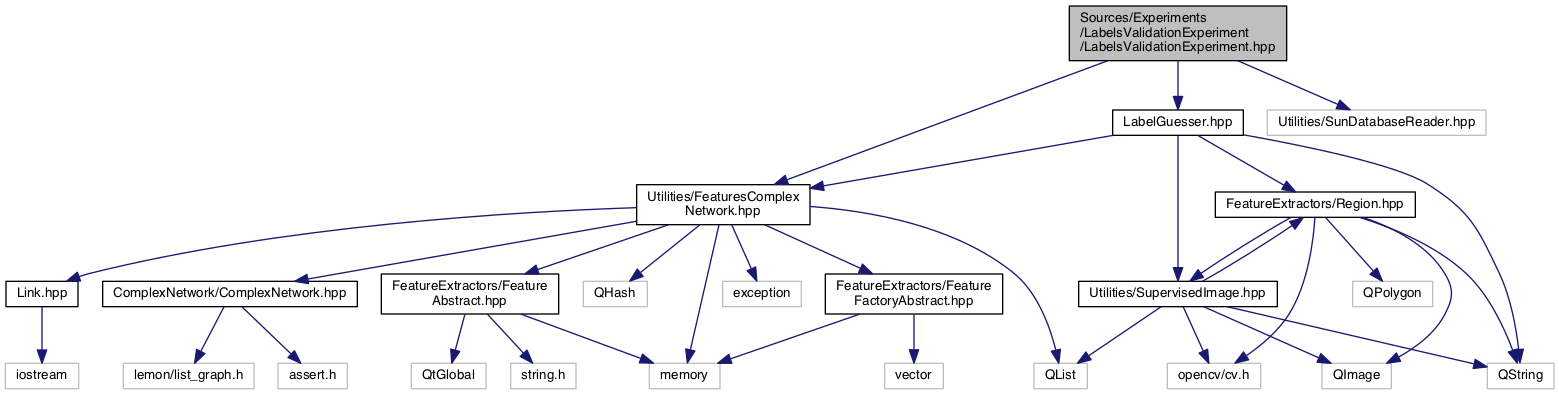 Sources/Experiments
/LabelsValidationExperiment
/LabelsValidationExperiment.hpp
LabelGuesser.hpp
Utilities/SunDatabaseReader.hpp
Utilities/FeaturesComplex
Network.hpp
FeatureExtractors/Region.hpp
Link.hpp
ComplexNetwork/ComplexNetwork.hpp
FeatureExtractors/Feature
Abstract.hpp
QHash
exception
FeatureExtractors/Feature
FactoryAbstract.hpp
Utilities/SupervisedImage.hpp
QPolygon
iostream
lemon/list_graph.h
assert.h
QtGlobal
string.h
memory
vector
QList
opencv/cv.h
QImage
QString